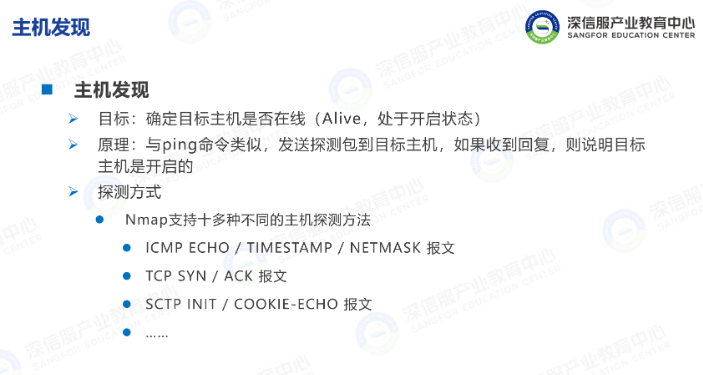 主机发现
深信服产业教育中心
SANGFOR EDUCATION CENTER
主机发现
目标：确定目标主机是否在线（Alive，处于开启状态）
原理：与ping命令类似，发送探测包到目标主机，如果收到回复，则说明目标
主机是开启的
探测方式
Nmap支持十多种不同的主机探测方法
ICMP ECHO / TIMESTAMP / NETMASK 报文
TCP SYN / ACK 报文
SCTP INIT / COOKIE-ECHO 报文
……